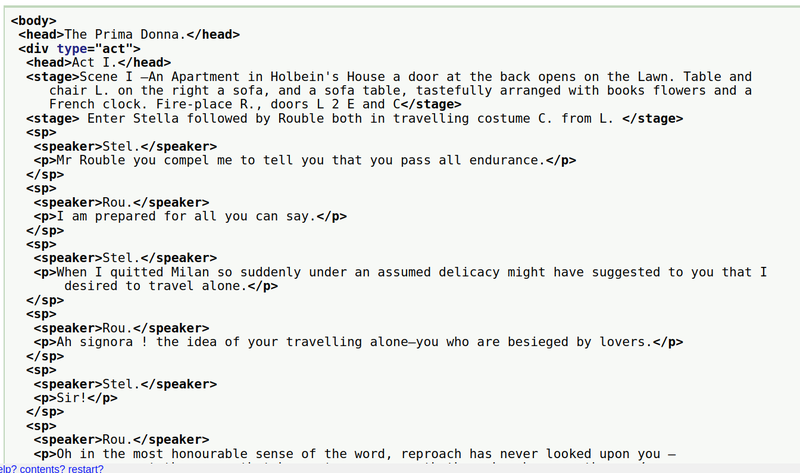 <body>
<head>The Prima Donna.</head>
<div type="act">
<head>Act I.</head>
<stage>Scene I —An Apartment in Holbein's House a door at the back opens on the Lawn. Table and
chair L. on the right a sofa, and a sofa table, tastefully arranged with books flowers and a
French clock. Fire-place R., doors L 2 E and C</stage>
<stage> Enter Stella followed by Rouble both in travelling costume C. from L. </stage>
<sp>
<speaker>Stel.</speaker>
<p>Mr Rouble you compel me to tell you that you pass all endurance.</p>
</sp>
<sp>
<speaker>Rou.</speaker>
<p>I am prepared for all you can say.</p>
</sp>
<sp>
<speaker>Stel.</speaker>
<p>When I quitted Milan so suddenly under an assumed delicacy might have suggested to you that I
desired to travel alone.</p>
</sp>
<sp>
<speaker>Rou.</speaker>
<p>Ah signora ! the idea of your travelling alone—you who are besieged by lovers.</p>
</sp>
<sp>
<speaker>Stel.</speaker>
<p>Sir!</p>
</sp>
<sp>
<speaker>Rou.</speaker>
<p>Oh in the most honourable sense of the word, reproach has never looked upon you —
elp? contents? restart?